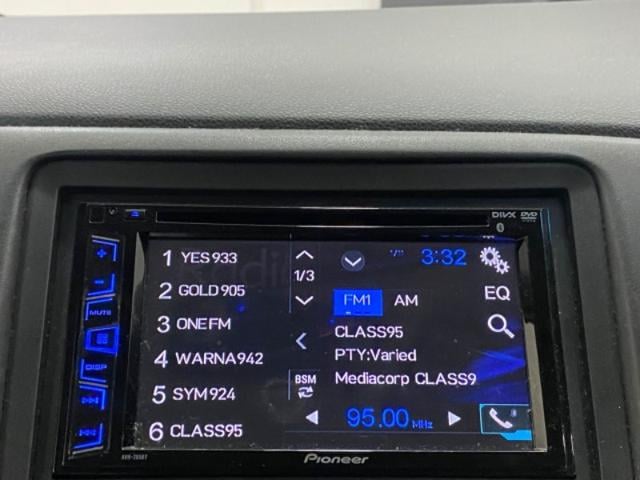 DIVX DVD VIDEO
1 YES933
2 GOLD905
3 ONEFM
4 WARNA942
5 SYM924
6 CLASS95
1/3
BSM
3:32
FM1 AM
CLASS95
PTY:Varied
Mediacorp CLASS9
95.00 MHz
EQ
+
-
MUTE
DISP
Pioneer